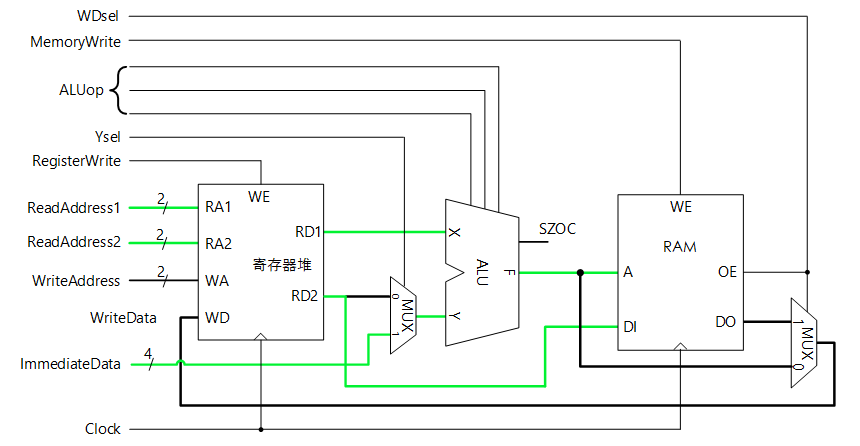 WDsel
MemoryWrite
ALUop
Ysel
RegisterWrite
ReadAddress1
2
ReadAddress2
2
WriteAddress
2
WriteData
ImmediateData
4
Clock
WE
RA1
RA2
WA
WD
RD1
RD2
寄存器堆
0
MUX
1
X
Y
ALU
F
SZOC
WE
RAM
A
DI
OE
DO
1
MUX
0